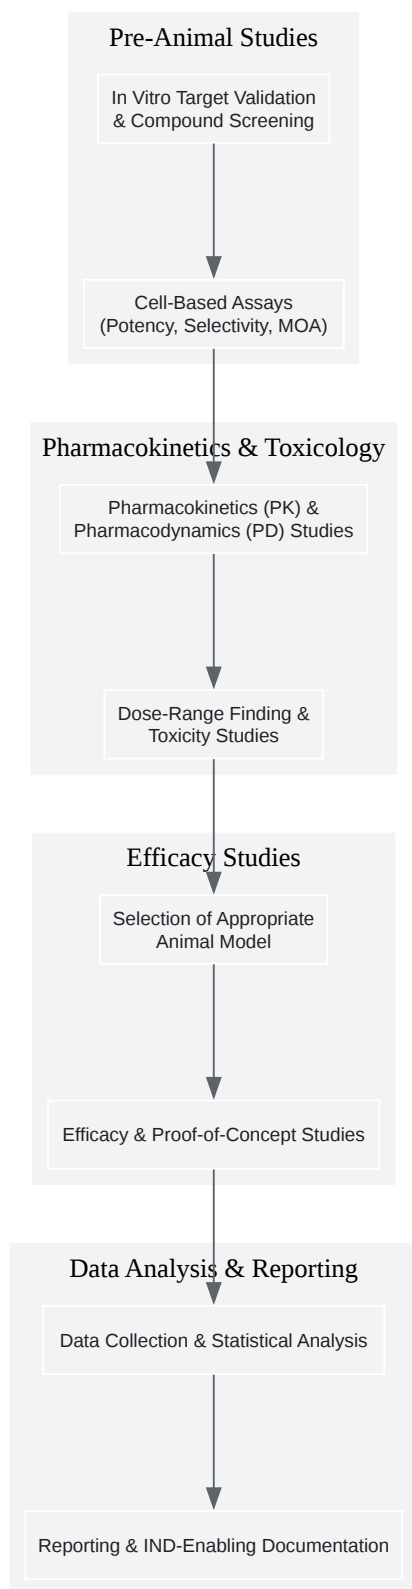 Pre-Animal Studies
In Vitro Target Validation
& Compound Screening
Cell-Based Assays
(Potency, Selectivity, MOA)
Pharmacokinetics & Toxicology
Pharmacokinetics (PK) &
Pharmacodynamics (PD) Studies
Dose-Range Finding &
Toxicity Studies
Efficacy Studies
Selection of Appropriate
Animal Model
Efficacy & Proof-of-Concept Studies
Data Analysis & Reporting
Data Collection & Statistical Analysis
Reporting & IND-Enabling Documentation